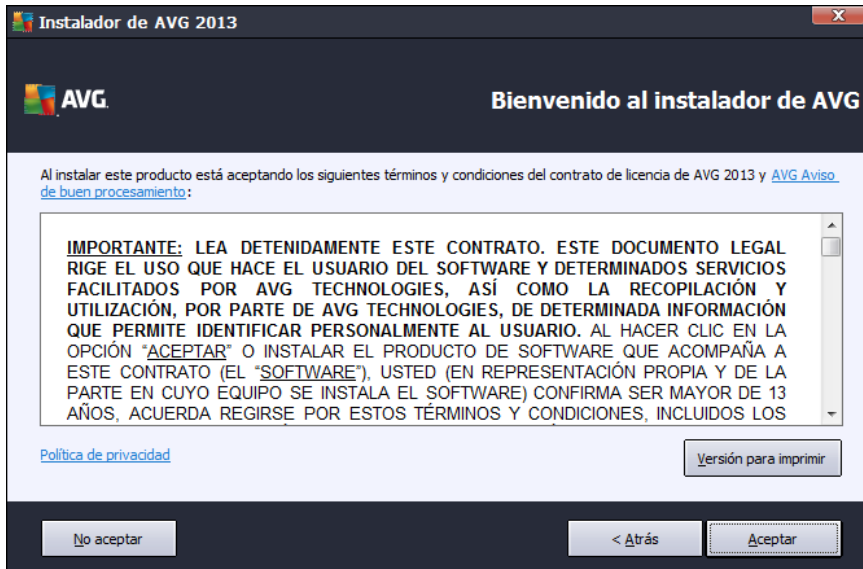 Instalador de AVG 2013
X
AVG.
Bienvenido al instalador de AVG
Al instalar este producto está aceptando los siguientes términos y condiciones del contrato de licencia de AVG 2013 y AVG Aviso
de buen procesamiento:
IMPORTANTE: LEA DETENIDAMENTE ESTE CONTRATO. ESTE DOCUMENTO LEGAL
RIGE EL USO QUE HACE EL USUARIO DEL SOFTWARE Y DETERMINADOS SERVICIOS
FACILITADOS POR AVG TECHNOLOGIES, ASÍ COMO LA RECOPILACIÓN Y
UTILIZACIÓN, POR PARTE DE AVG TECHNOLOGIES, DE DETERMINADA INFORMACIÓN
QUE PERMITE IDENTIFICAR PERSONALMENTE AL USUARIO. AL HACER CLIC EN LA
OPCIÓN “ACEPTAR” O INSTALAR EL PRODUCTO DE SOFTWARE QUE ACOMPAÑA A
ESTE CONTRATO (EL “SOFTWARE”), USTED (EN REPRESENTACIÓN PROPIA Y DE LA
PARTE EN CUYO EQUIPO SE INSTALA EL SOFTWARE) CONFIRMA SER MAYOR DE 13
AÑOS, ACUERDA REGIRSE POR ESTOS TÉRMINOS Y CONDICIONES, INCLUIDOS LOS
Política de privacidad
Versión para imprimir
No aceptar
< Atrás
Aceptar